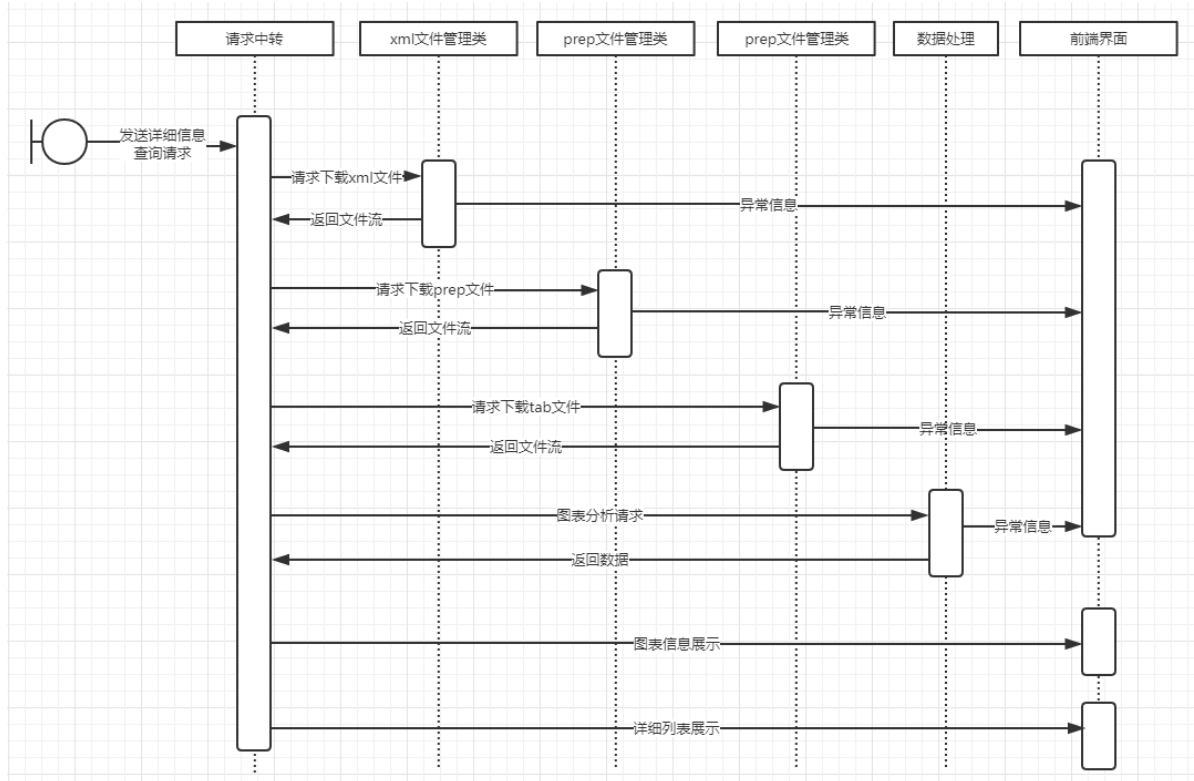 请求中转
xml文件管理类
prep文件管理类
prep文件管理类
数据处理
前端界面
发送详细信息
查询请求
请求下载xml文件
异常信息
返回文件流
请求下载prep文件
异常信息
返回文件流
请求下载tab文件
异常信息
返回文件流
图表分析请求
异常信息
返回数据
图表信息展示
详细列表展示